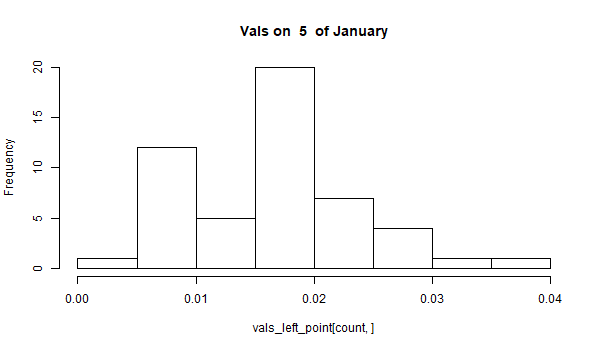 Vals on  5  of January
20
15
10
5
0
Frequency
0.00 0.01 0.02 0.03 0.04
vals_left_point[count, ]